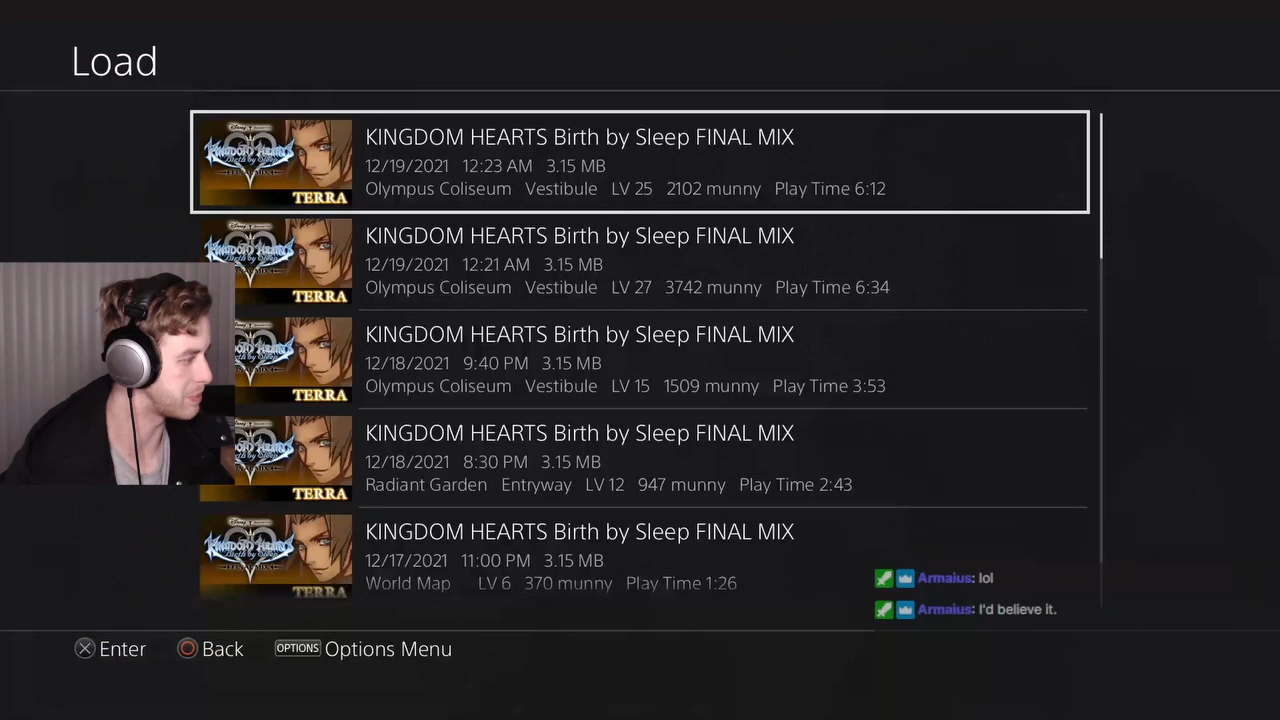 Load
KINGDOM HEARTS Birth by Sleep FINAL MIX
12/19/2021 12:23 AM 3.15 MB
Olympus Coliseum Vestibule LV 25 2102 munny Play Time 6:12
TERRA
KINGDOM HEARTS Birth by Sleep FINAL MIX
12/19/2021 12:21 AM 3.15 MB
Olympus Coliseum Vestibule LV 27 3742 munny Play Time 6:34
TERRA
KINGDOM HEARTS Birth by Sleep FINAL MIX
12/18/2021 9:40 PM 3.15 MB
Olympus Coliseum Vestibule LV 15 1509 munny Play Time 3:53
TERRA
KINGDOM HEARTS Birth by Sleep FINAL MIX
12/18/2021 8:30 PM 3.15 MB
Radiant Garden Entryway LV 12 947 munny Play Time 2:43
TERRA
KINGDOM HEARTS Birth by Sleep FINAL MIX
12/17/2021 11:00 PM 3.15 MB
World Map LV 6 370 munny Play Time 1:26
TERRA
Armaius: lol
Armaius: I'd believe it.
Enter Back OPTIONS Options Menu